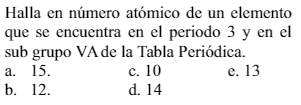 Halla en número atómico de un elemento
que se encuentra en el periodo 3 y en el
sub grupo VA de la Tabla Periódica.
a. 15. c. 10 e. 13
b. 12. d. 14